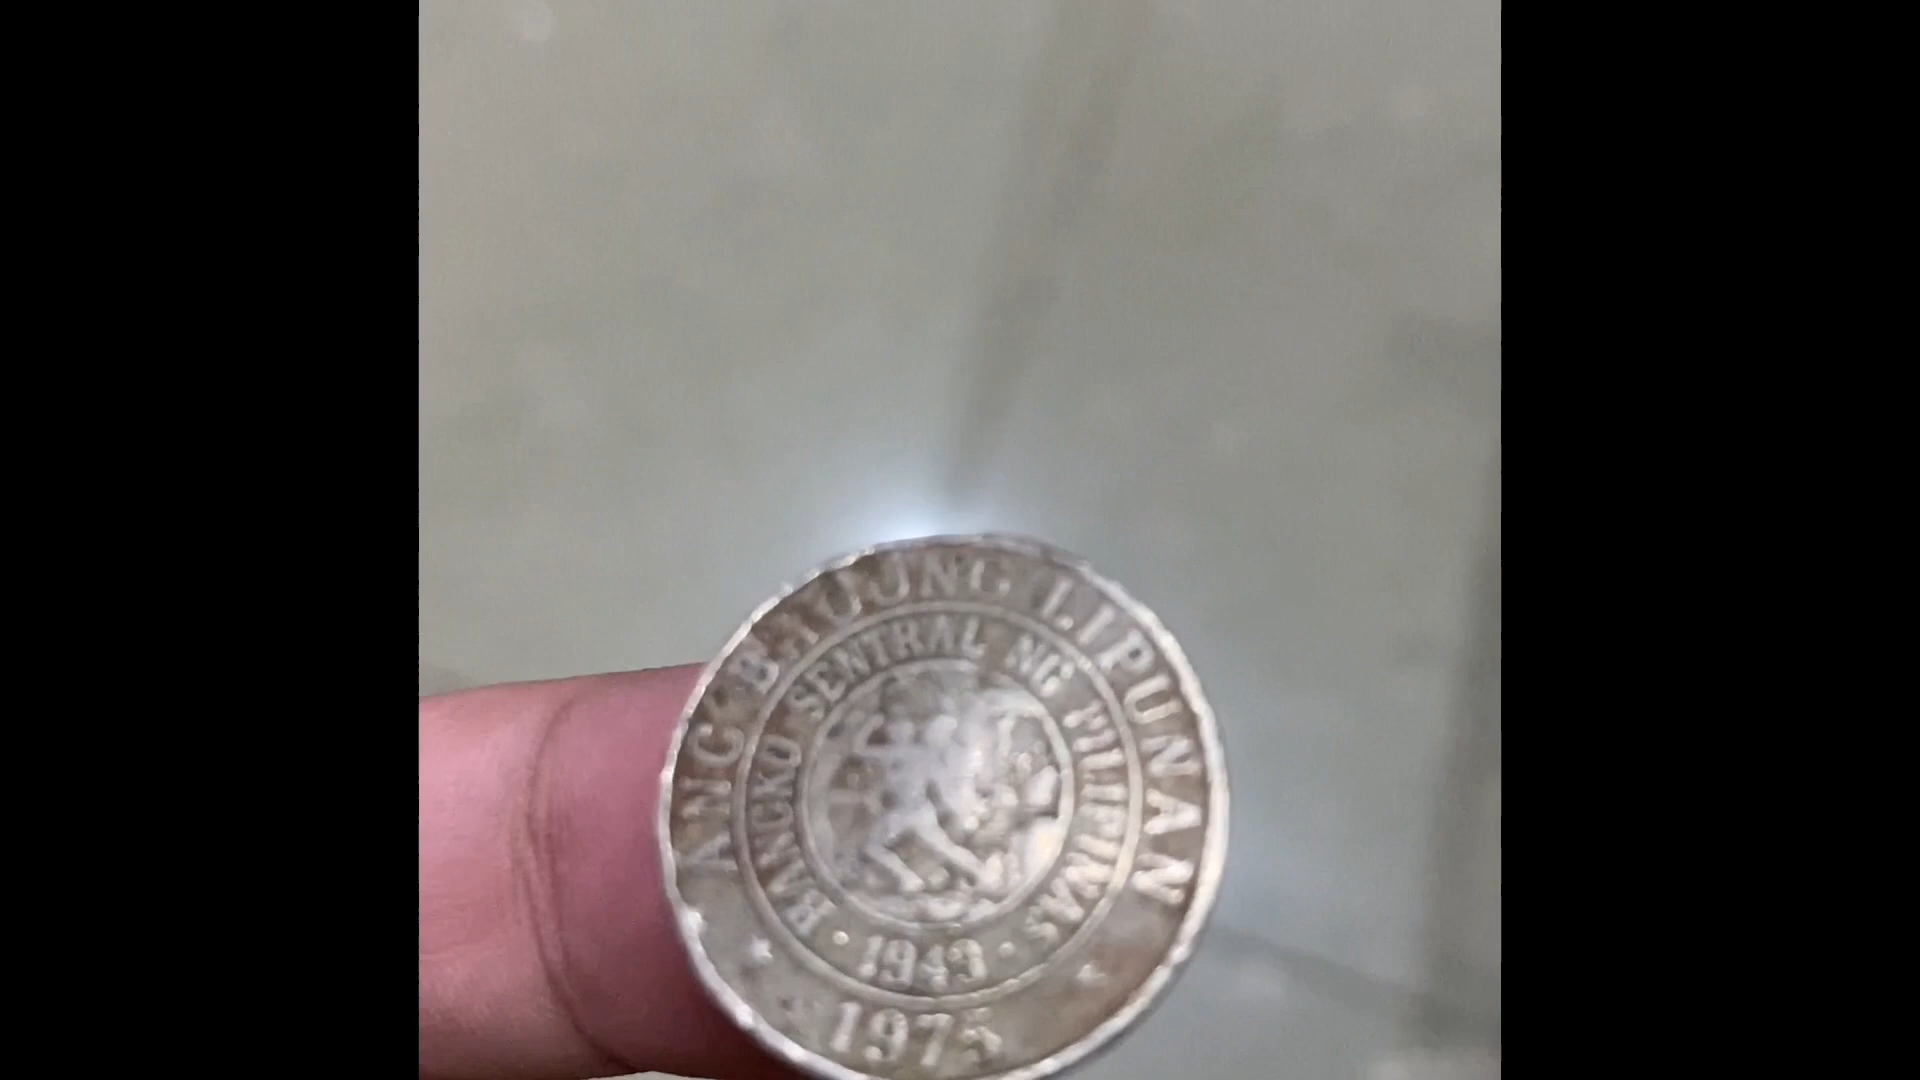 ANG BAGONG LIPUNAN
BANGKO SENTRAL NG PILIPINAS
· 1949 ·
1975